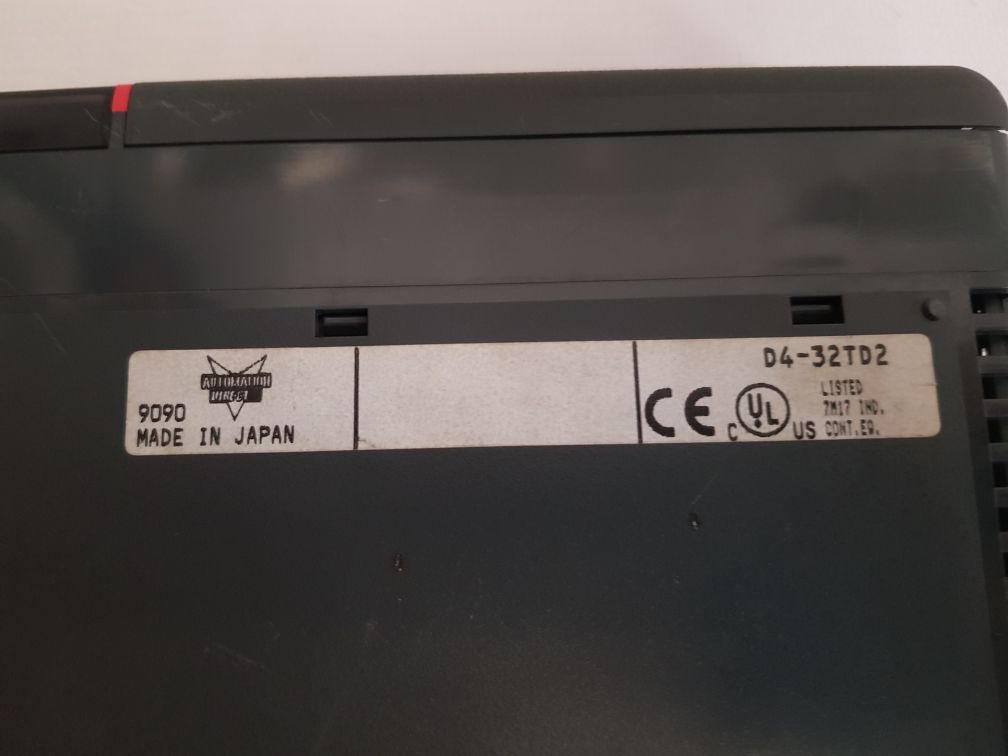 AUTOMATION
DIRECT
9090
MADE IN JAPAN
D4-32TD2
CE
C UL US
LISTED
7M17 IND.
CONT.EQ.